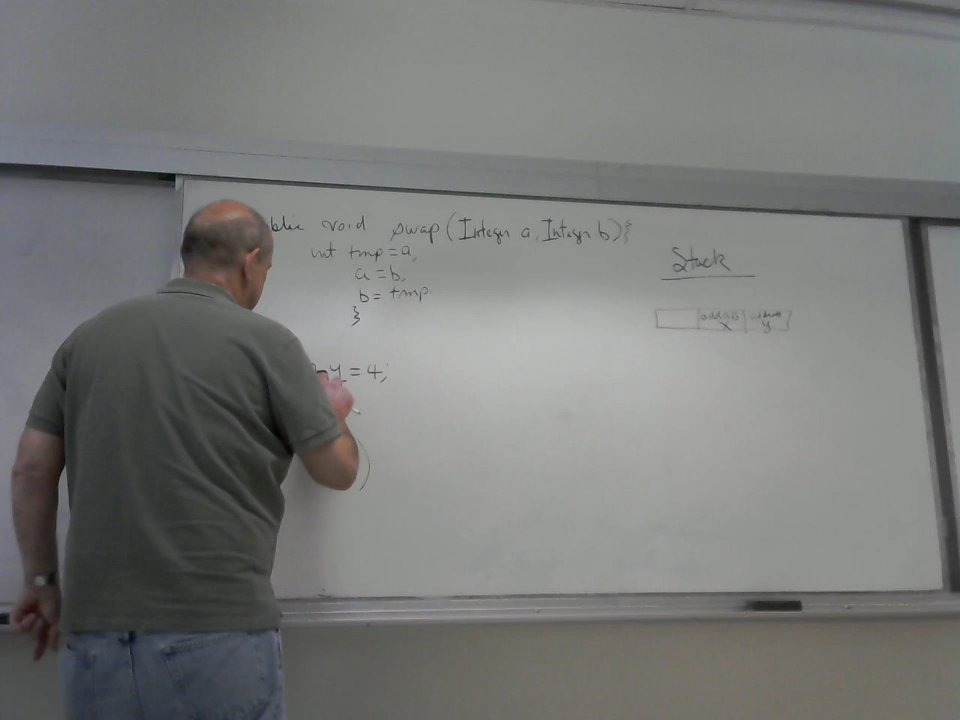 blic void swap(Integer a, Integer b){
int tmp = a,
a = b,
b = tmp
}
y = 4;
)
Stack
address address
x y